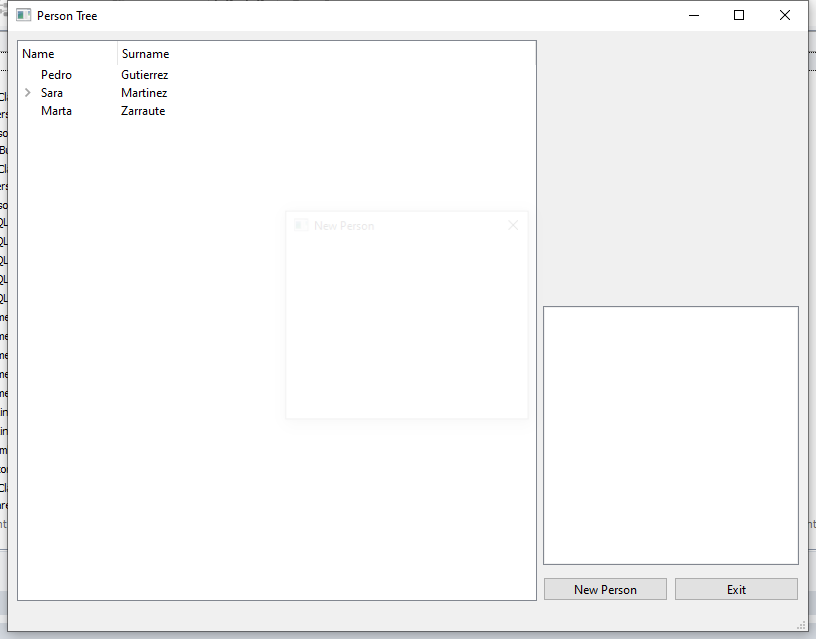 Person Tree
Name Surname
Pedro Gutierrez
Sara Martinez
Marta Zarraute
New Person
New Person Exit